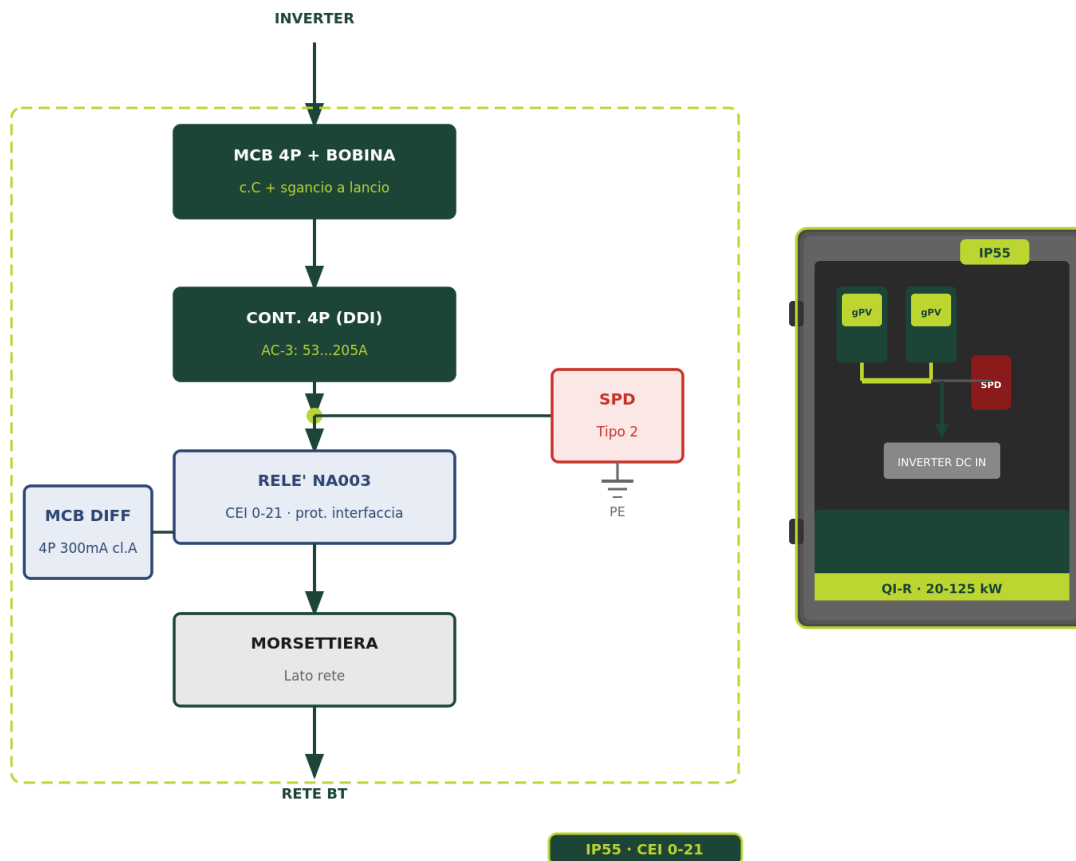 INVERTER
MCB 4P + BOBINA
c.C + sgancio a lancio
CONT. 4P (DDI)
AC-3: 53...205A
SPD
Tipo 2
PE
RELE' NA003
CEI 0-21 · prot. interfaccia
MCB DIFF
4P 300mA cl.A
MORSETTIERA
Lato rete
RETE BT
IP55
gPV
gPV
SPD
INVERTER DC IN
QI-R · 20-125 kW
IP55 · CEI 0-21